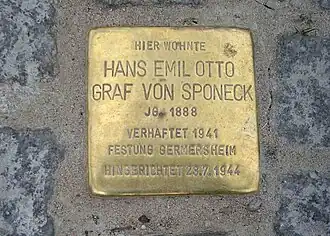 HIER WOHNTE
HANS EMIL OTTO
GRAF VON SPONECK
JG. 1888
VERHAFTET 1941
FESTUNG GERMERSHEIM
HINGERICHTET 23.7.1944